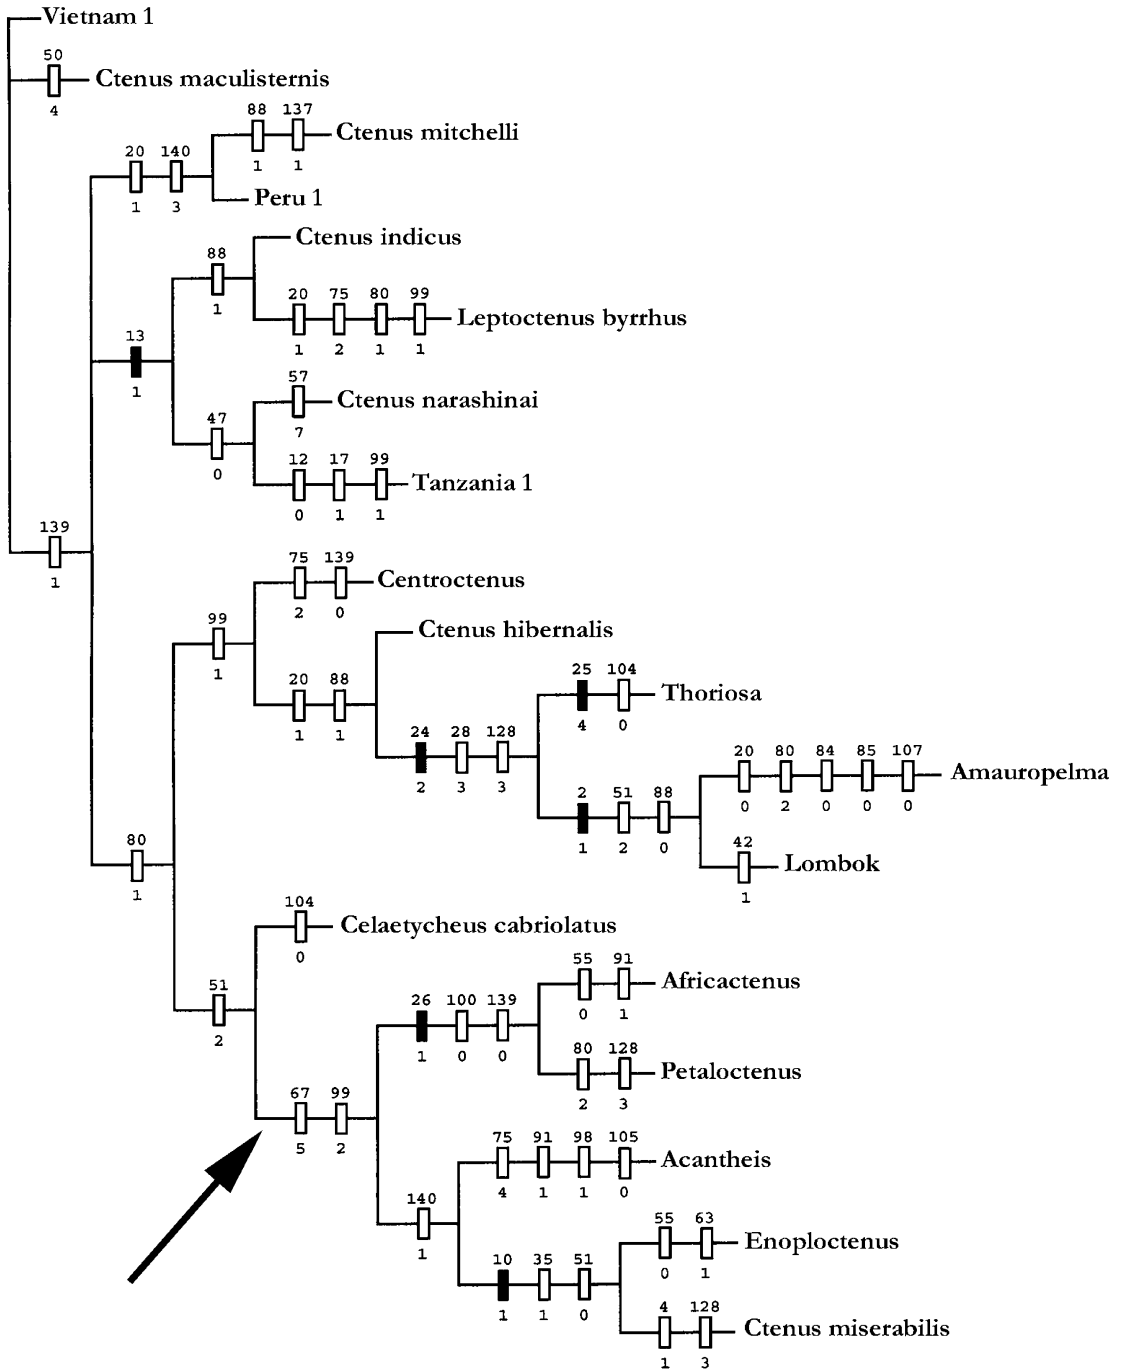 Vietnam 1
50
Ctenus maculisternis
4
88 137
Ctenus mitchelli
20 140
1 1
Peru 1
1 3
Ctenus indicus
88
20 75 80 99
1
Leptoctenus byrrhus
13
1 2 1 1
57
1
Ctenus narashinai
47
7
12 17 99
0
Tanzania 1
0 1 1
139
75 139
Centroctenus
1
2 0
99
Ctenus hibernalis
25 104
1
20 88
Thoriosa
4 0
1 1
24 28 128
20 80 84 85 107
Amauropelma
2 3 3
2 51 88
0 2 0 0 0
80
1 2 0
42
Lombok
1
1
104
Celaetycheus cabriolatus
0
55 91
51
Africactenus
26 100 139
0 1
2
1 0 0
80 128
Petaloctenus
67 99
2 3
5 2
75 91 98 105
Acantheis
4 1 1 0
140
55 63
1
Enoploctenus
10 35 51
0 1
1 1 0
4 128
Ctenus miserabilis
1 3